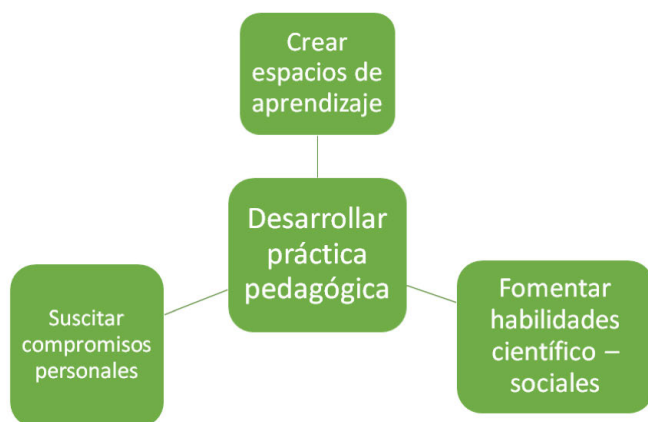 Crear
espacios de
aprendizaje
Desarrollar
práctica
pedagógica
Suscitar
compromisos
personales
Fomentar
habilidades
científico –
sociales